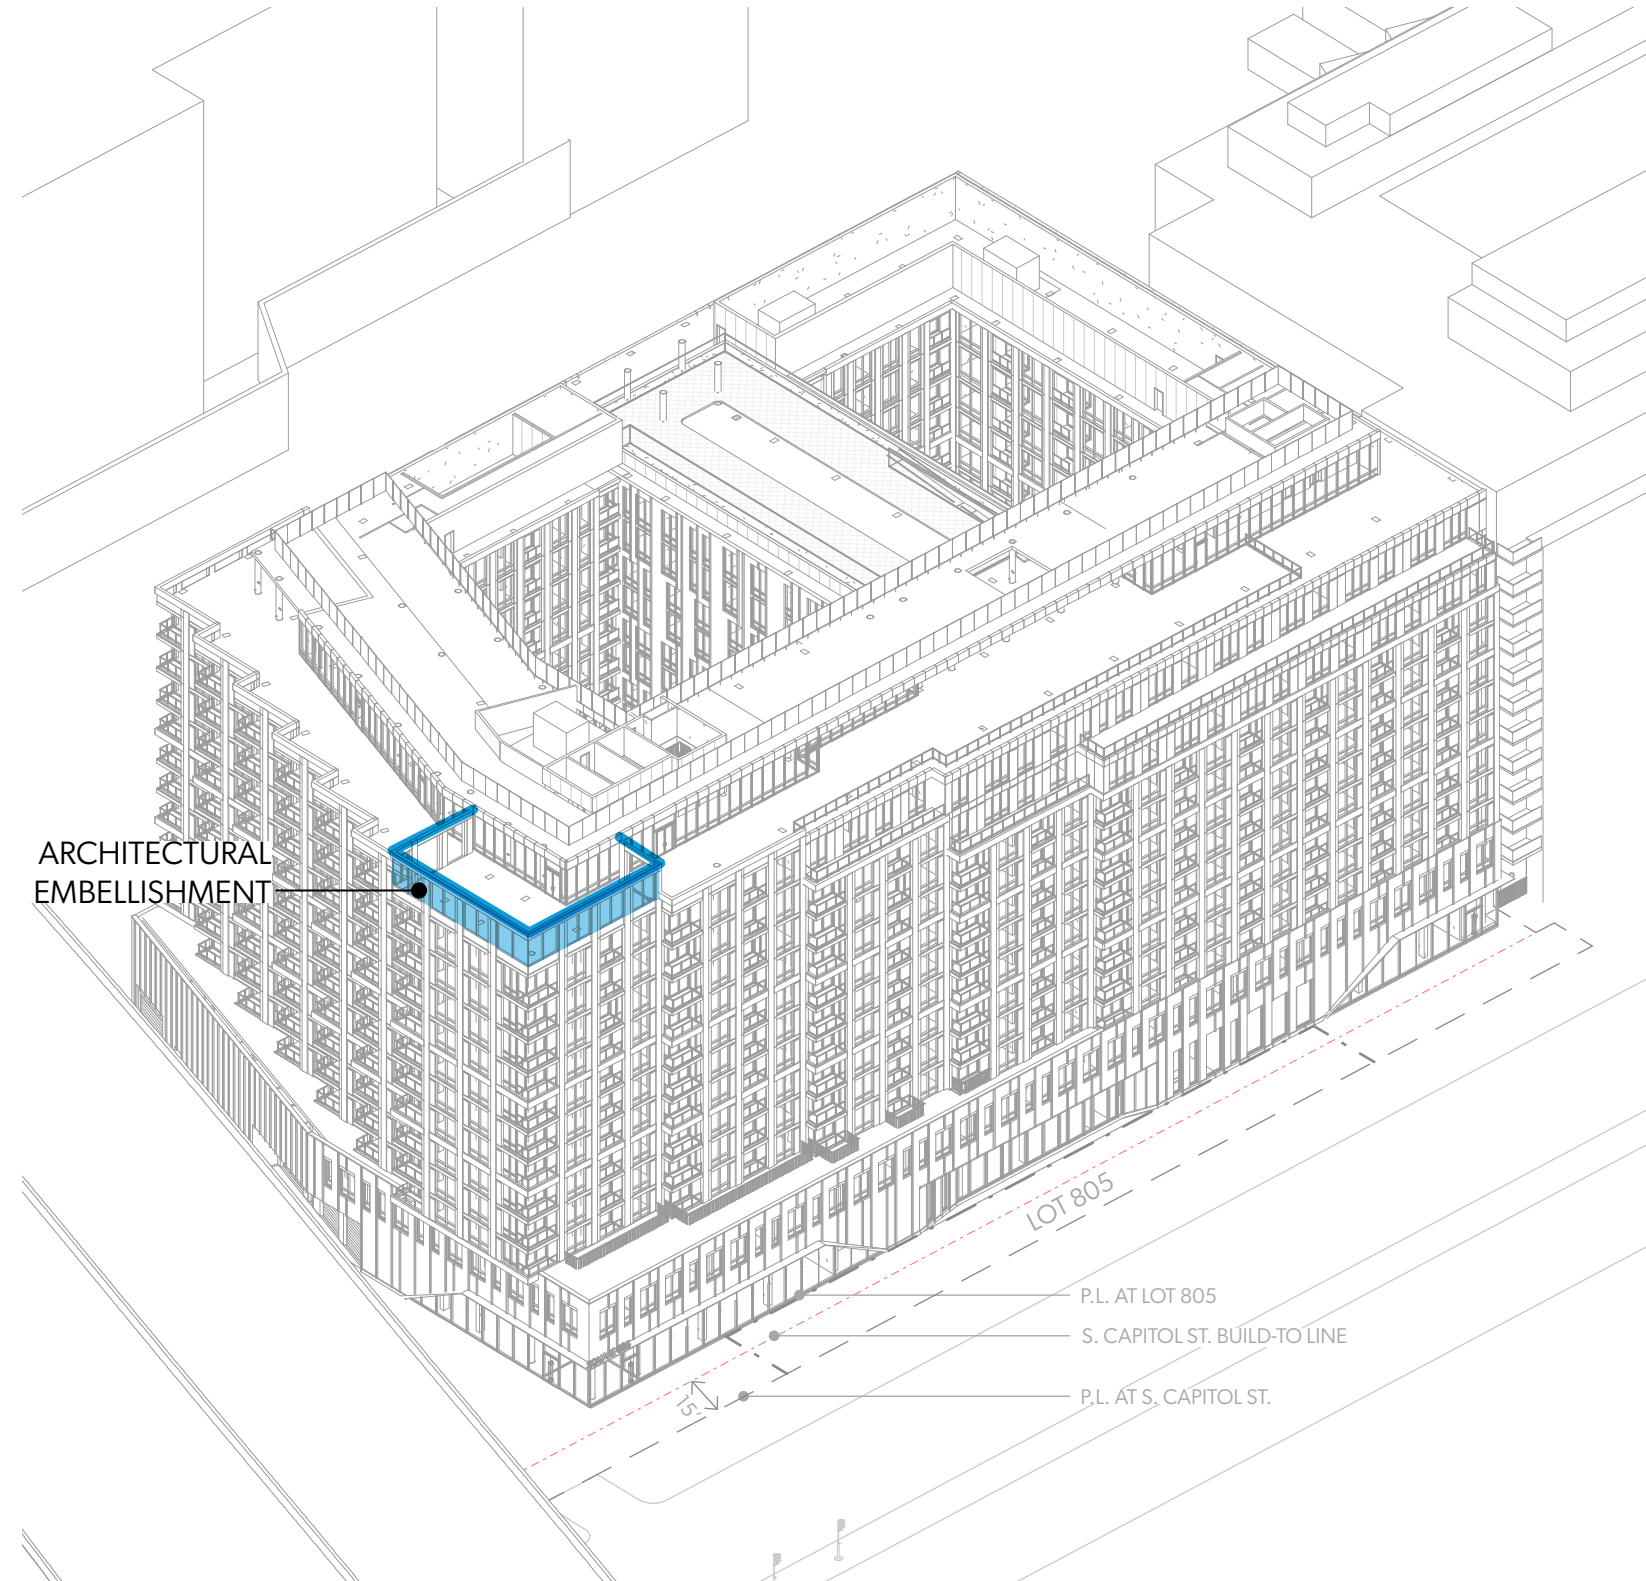 ARCHITECTURAL
EMBELLISHMENT
LOT 805
P.L. AT LOT 805
S. CAPITOL ST. BUILD-TO LINE
P.L. AT S. CAPITOL ST.
15'